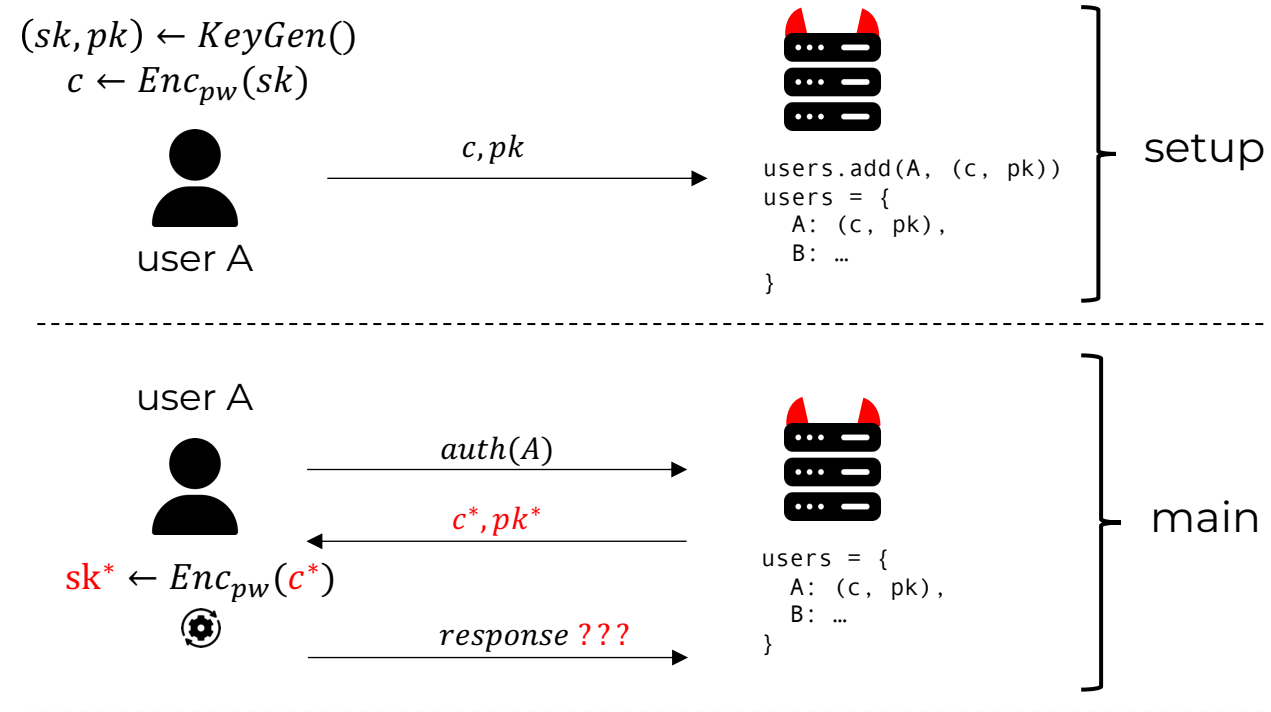 (sk, pk) ← KeyGen()
c ← Enc_pw(sk)
c, pk
user A
users.add(A, (c, pk))
users = {
A: (c, pk),
B: …
}
setup
user A
auth(A)
c*, pk*
sk* ← Enc_pw(c*)
response ???
users = {
A: (c, pk),
B: …
}
main